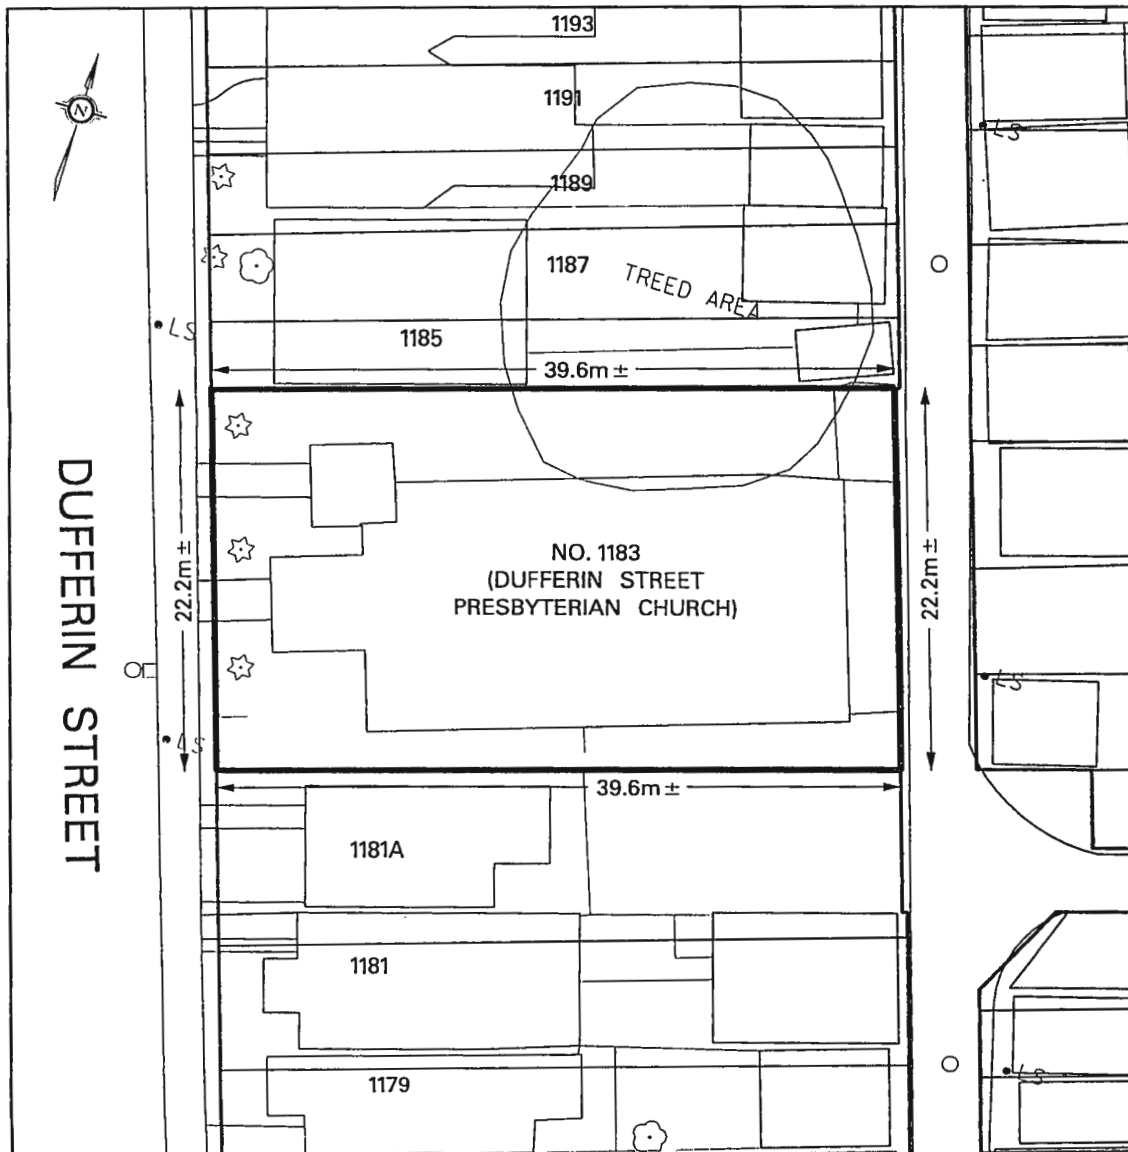 1193
1191
N
LS
1189
1187
TREED AREA
LS
1185
39.6m ±
22.2m ±
DUFFERIN STREET
NO. 1183
(DUFFERIN STREET
PRESBYTERIAN CHURCH)
22.2m ±
LS
LS
39.6m ±
1181A
1181
LS
1179